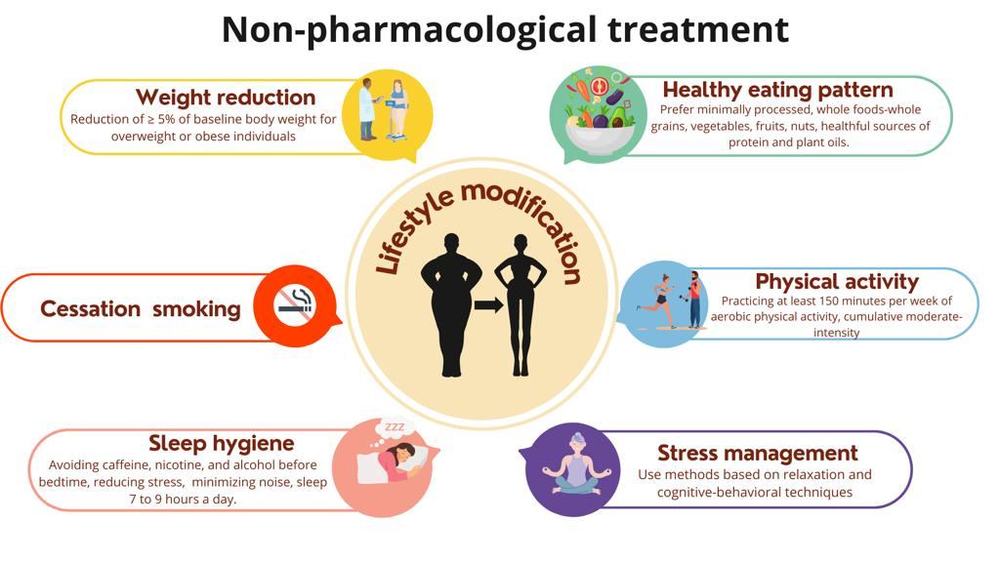 Non-pharmacological treatment
Weight reduction
Reduction of ≥ 5% of baseline body weight for
overweight or obese individuals
Healthy eating pattern
Prefer minimally processed, whole foods-whole
grains, vegetables, fruits, nuts, healthful sources of
protein and plant oils.
Lifestyle modification
Cessation smoking
Physical activity
Practicing at least 150 minutes per week of
aerobic physical activity, cumulative moderate-
intensity
Sleep hygiene
Avoiding caffeine, nicotine, and alcohol before
bedtime, reducing stress, minimizing noise, sleep
7 to 9 hours a day.
ZZZ
Stress management
Use methods based on relaxation and
cognitive-behavioral techniques